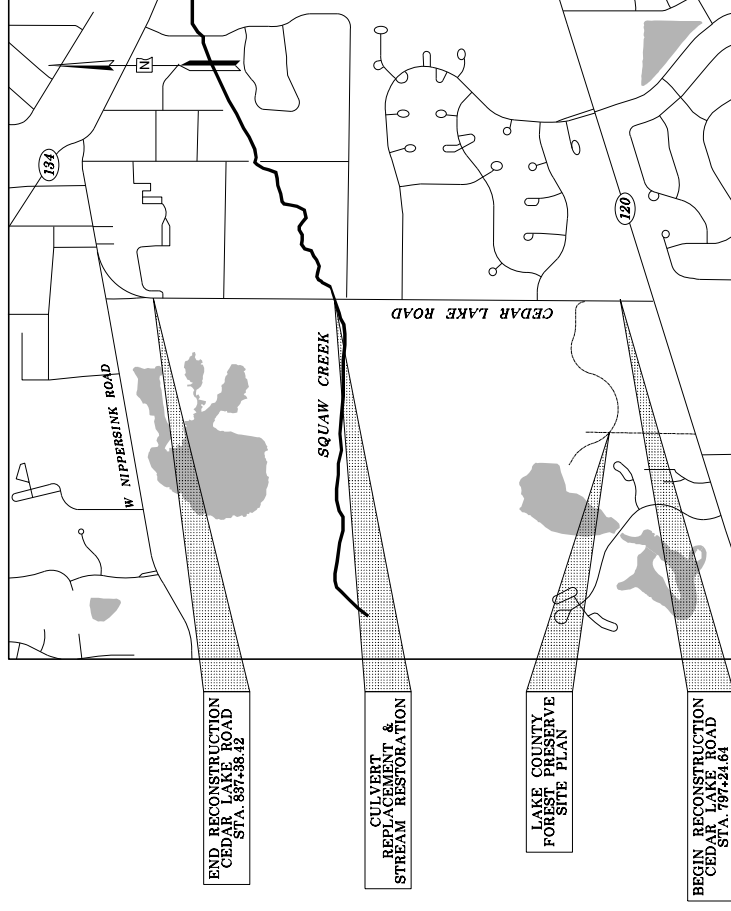 N
134
120
W NIPPERSINK ROAD
CEDAR LAKE ROAD
SQUAW CREEK
END RECONSTRUCTION
CEDAR LAKE ROAD
STA. 837+38.42
CULVERT
REPLACEMENT &
STREAM RESTORATION
LAKE COUNTY
FOREST PRESERVE
SITE PLAN
BEGIN RECONSTRUCTION
CEDAR LAKE ROAD
STA. 797+24.64